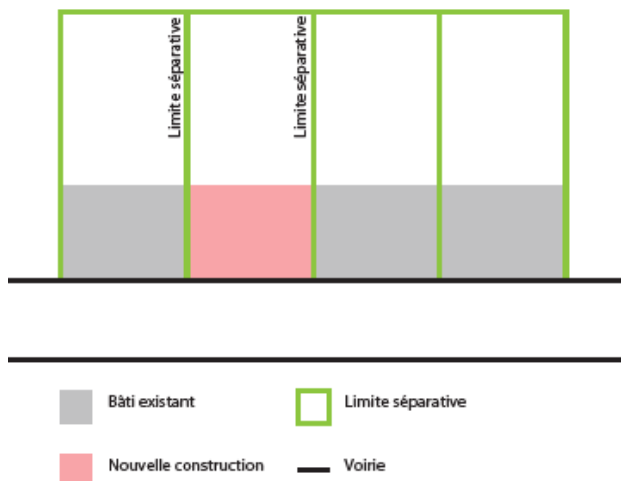 Limite séparative
Limite séparative
Bâti existant
Limite séparative
Nouvelle construction
Voirie